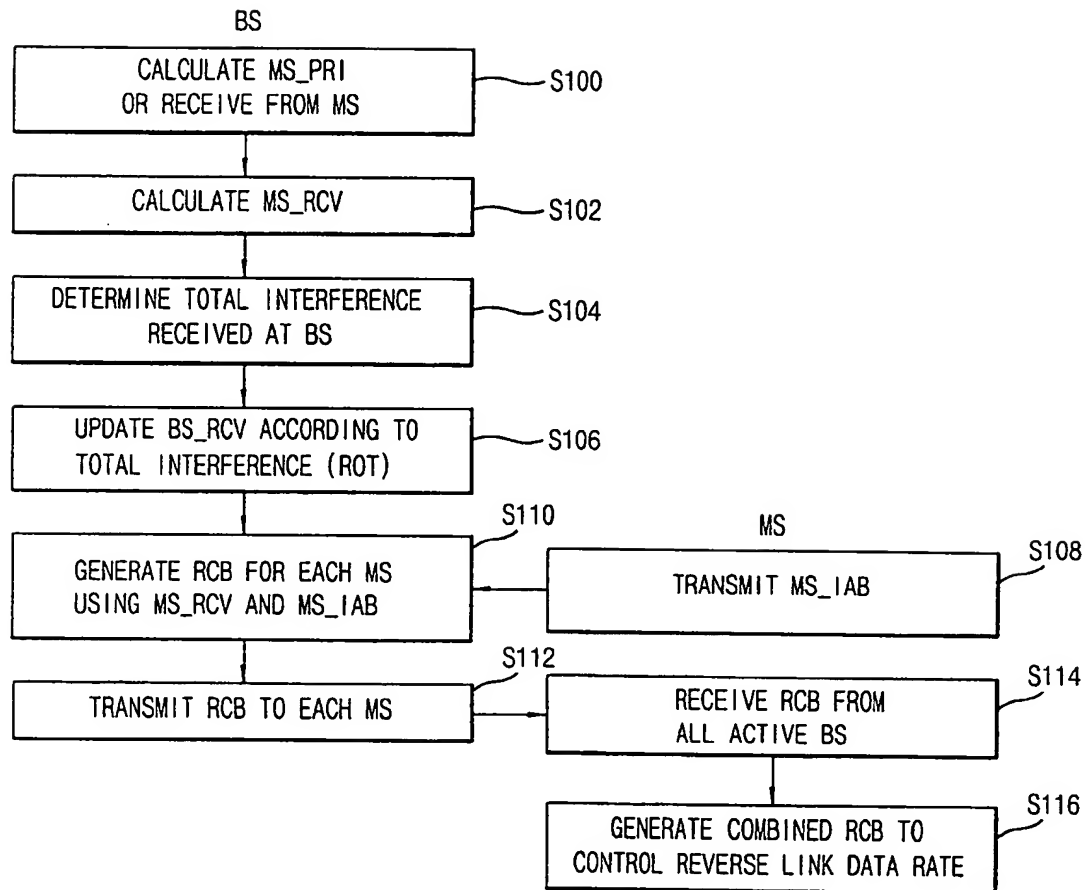 BS
CALCULATE MS_PRI
OR RECEIVE FROM MS
S100
CALCULATE MS_RCV
S102
DETERMINE TOTAL INTERFERENCE
RECEIVED AT BS
S104
UPDATE BS_RCV ACCORDING TO
TOTAL INTERFERENCE (ROT)
S106
S110
GENERATE RCB FOR EACH MS
USING MS_RCV AND MS_IAB
MS
S108
TRANSMIT MS_IAB
S112
TRANSMIT RCB TO EACH MS
S114
RECEIVE RCB FROM
ALL ACTIVE BS
S116
GENERATE COMBINED RCB TO
CONTROL REVERSE LINK DATA RATE